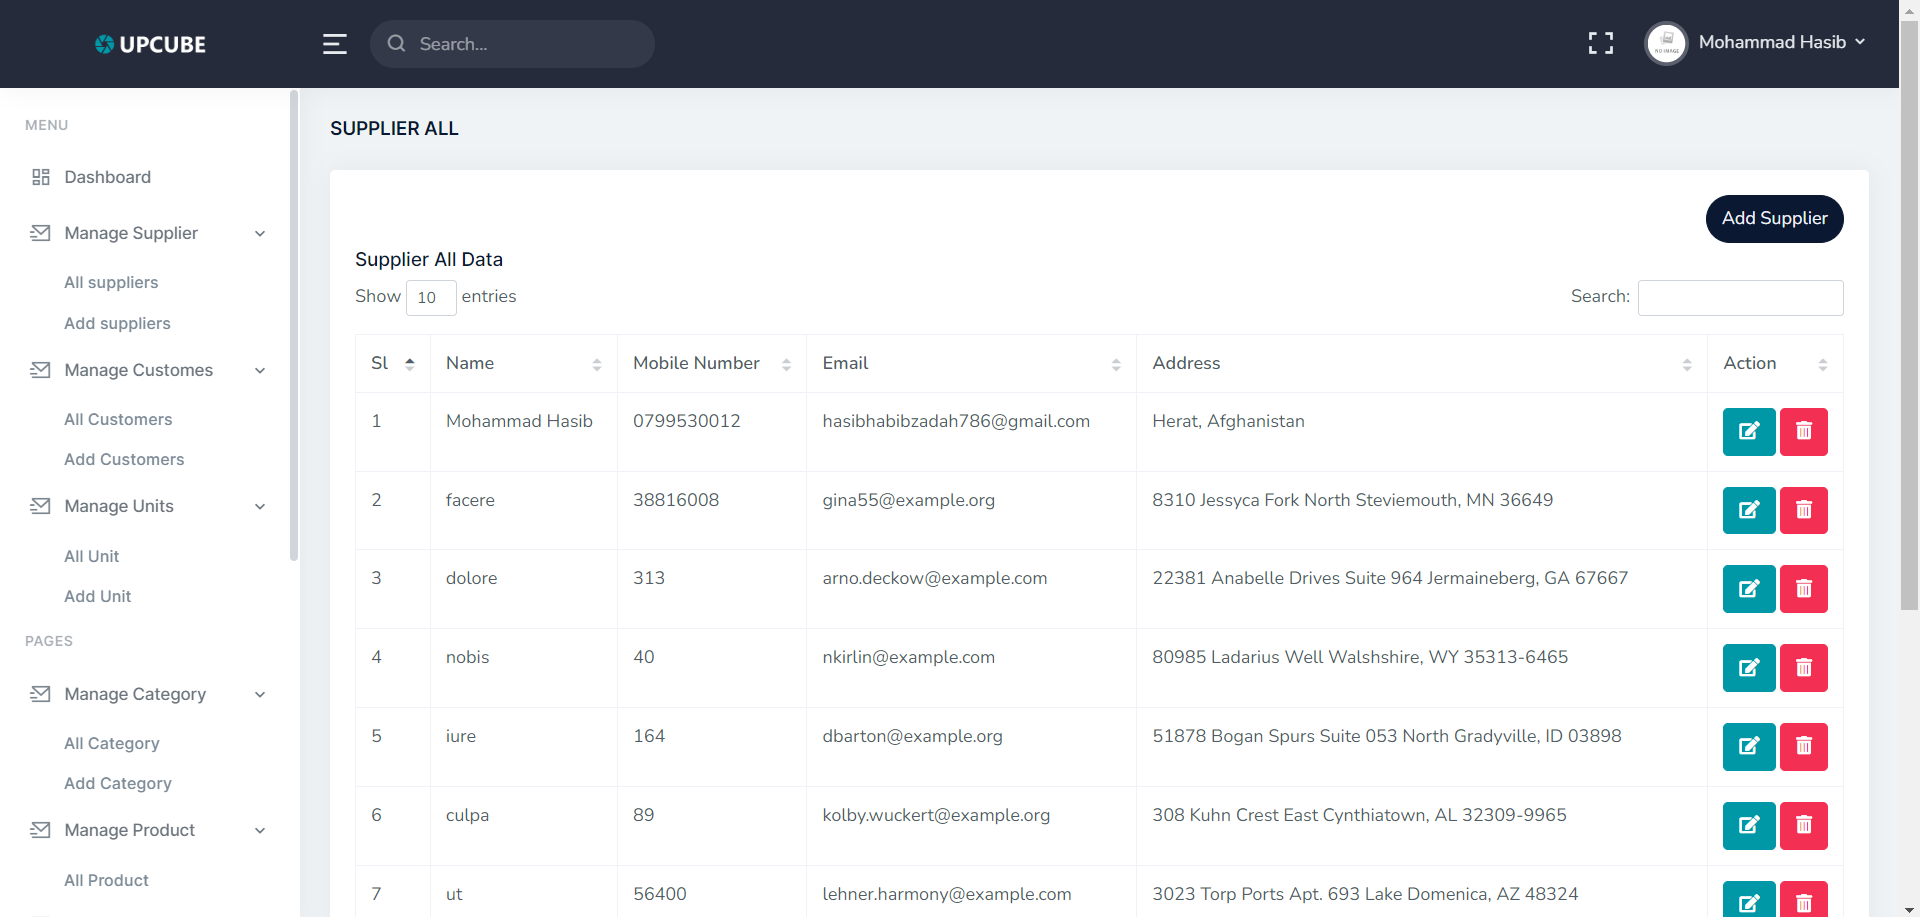 UPCUBE
Search...
NO IMAGE
Mohammad Hasib
MENU
Dashboard
Manage Supplier
All suppliers
Add suppliers
Manage Customes
All Customers
Add Customers
Manage Units
All Unit
Add Unit
PAGES
Manage Category
All Category
Add Category
Manage Product
All Product
SUPPLIER ALL
Add Supplier
Supplier All Data
Show 10 entries
Search:
Sl Name Mobile Number Email Address Action
1 Mohammad Hasib 0799530012 hasibhabibzadah786@gmail.com Herat, Afghanistan
2 facere 38816008 gina55@example.org 8310 Jessyca Fork North Steviemouth, MN 36649
3 dolore 313 arno.deckow@example.com 22381 Anabelle Drives Suite 964 Jermaineberg, GA 67667
4 nobis 40 nkirlin@example.com 80985 Ladarius Well Walshshire, WY 35313-6465
5 iure 164 dbarton@example.org 51878 Bogan Spurs Suite 053 North Gradyville, ID 03898
6 culpa 89 kolby.wuckert@example.org 308 Kuhn Crest East Cynthiatown, AL 32309-9965
7 ut 56400 lehner.harmony@example.com 3023 Torp Ports Apt. 693 Lake Domenica, AZ 48324